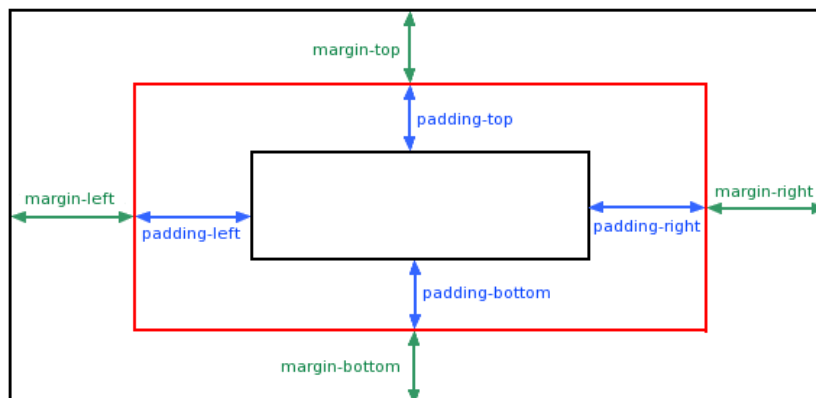 margin-top
padding-top
margin-left
margin-right
padding-left
padding-right
padding-bottom
margin-bottom